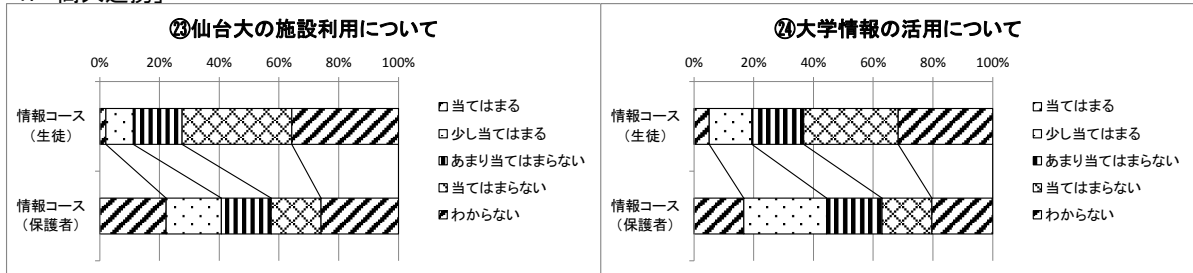 ㉓仙台大の施設利用について
0% 20% 40% 60% 80% 100%
情報コース
（生徒）
情報コース
（保護者）
当てはまる
少し当てはまる
あまり当てはまらない
当てはまらない
わからない
㉔大学情報の活用について
0% 20% 40% 60% 80% 100%
情報コース
（生徒）
情報コース
（保護者）
当てはまる
少し当てはまる
あまり当てはまらない
当てはまらない
わからない